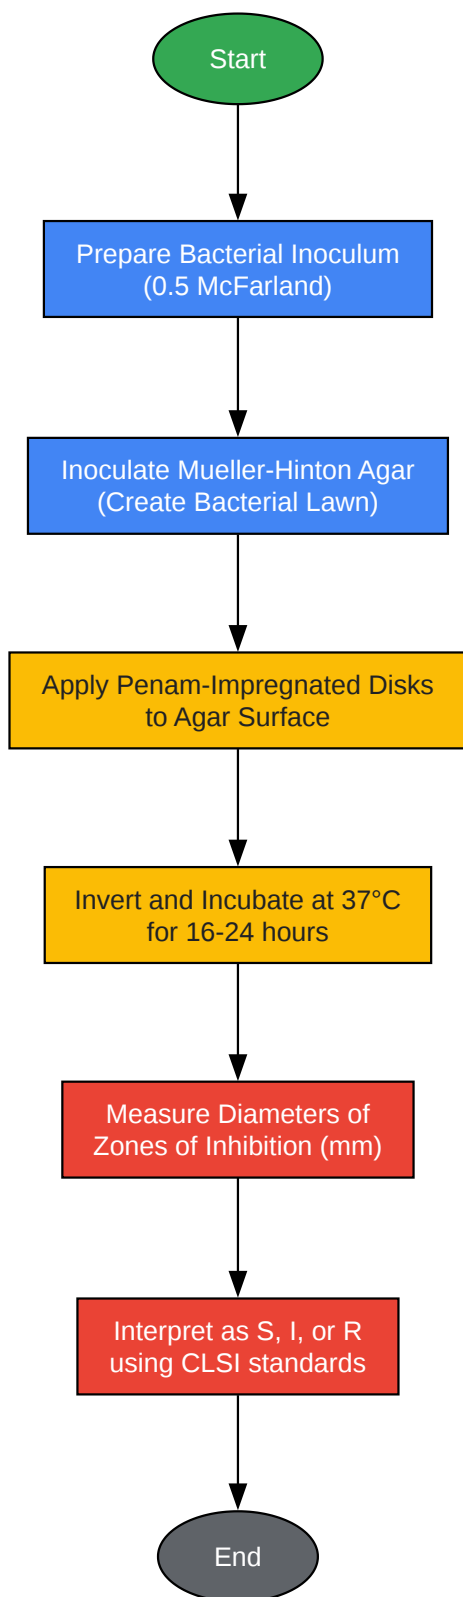 Start
Prepare Bacterial Inoculum
(0.5 McFarland)
Inoculate Mueller-Hinton Agar
(Create Bacterial Lawn)
Apply Penam-Impregnated Disks
to Agar Surface
Invert and Incubate at 37°C
for 16-24 hours
Measure Diameters of
Zones of Inhibition (mm)
Interpret as S, I, or R
using CLSI standards
End